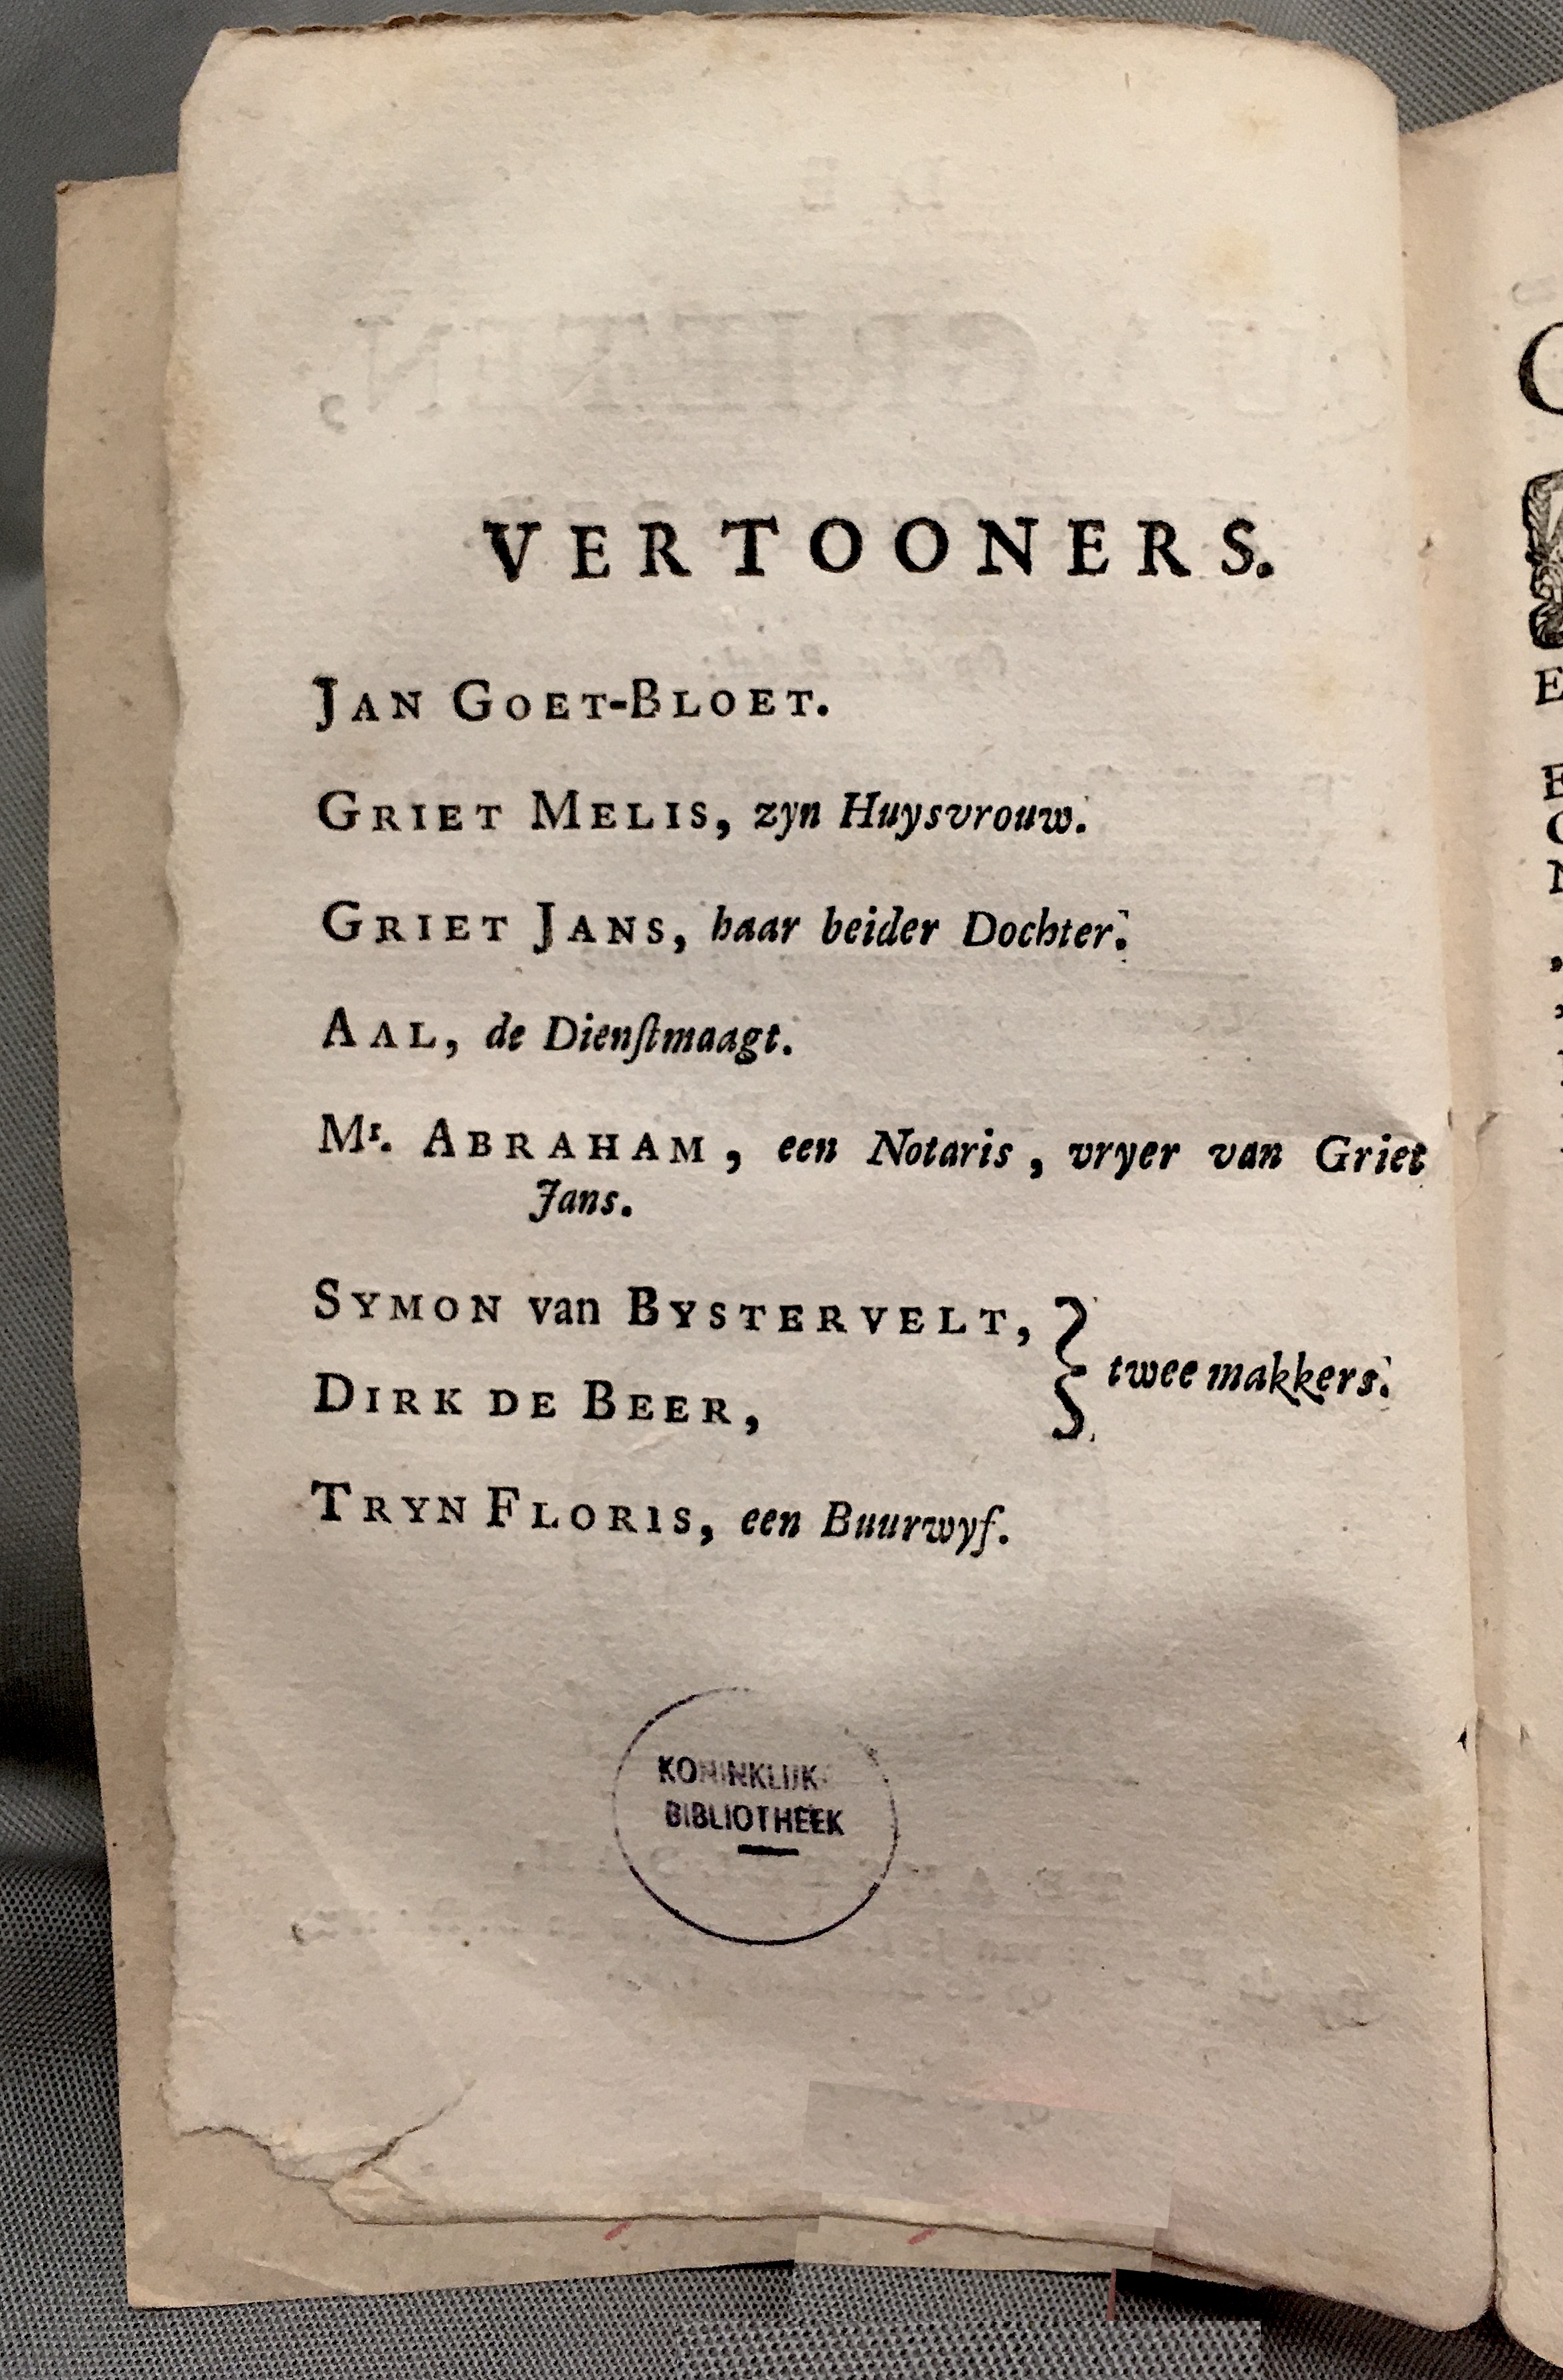 VERTOONERS.
JAN GOET-BLOET.
GRIET MELIS, zyn Huysvrouw.
GRIET JANS, haar beider Dochter.
AAL, de Dienſtmaagt.
Mr. ABRAHAM, een Notaris, vryer van Griet
Jans.
SYMON van BYSTERVELT,
DIRK DE BEER,
} twee makkers.
TRYN FLORIS, een Buurwyf.
KONINKLIJK
BIBLIOTHEEK